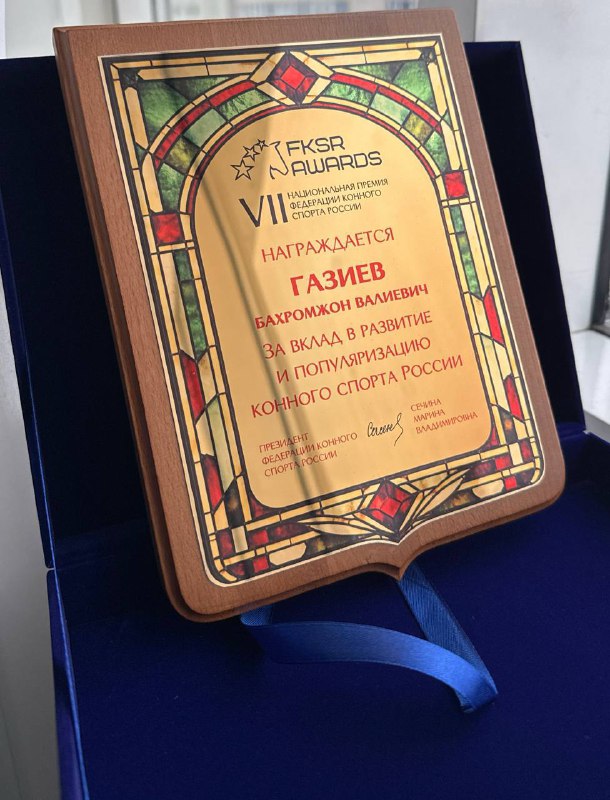 FKSR
AWARDS
VII
НАЦИОНАЛЬНАЯ ПРЕМИЯ
ФЕДЕРАЦИИ КОННОГО
СПОРТА РОССИИ
НАГРАЖДАЕТСЯ
ГАЗИЕВ
БАХРОМЖОН ВАЛИЕВИЧ
ЗА ВКЛАД В РАЗВИТИЕ
И ПОПУЛЯРИЗАЦИЮ
КОННОГО СПОРТА РОССИИ
ПРЕЗИДЕНТ
ФЕДЕРАЦИИ КОННОГО
СПОРТА РОССИИ
СЕЧИНА
МАРИНА
ВЛАДИМИРОВНА